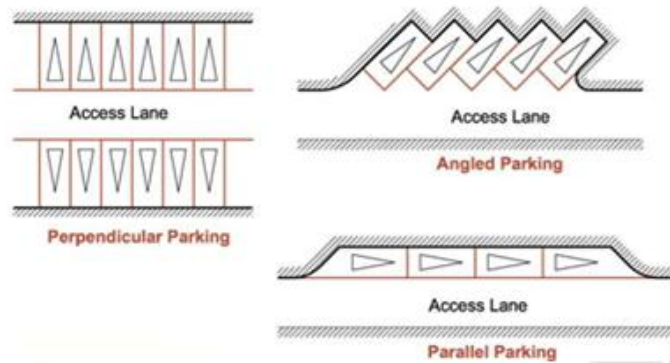 Access Lane
Perpendicular Parking
Access Lane
Angled Parking
Access Lane
Parallel Parking